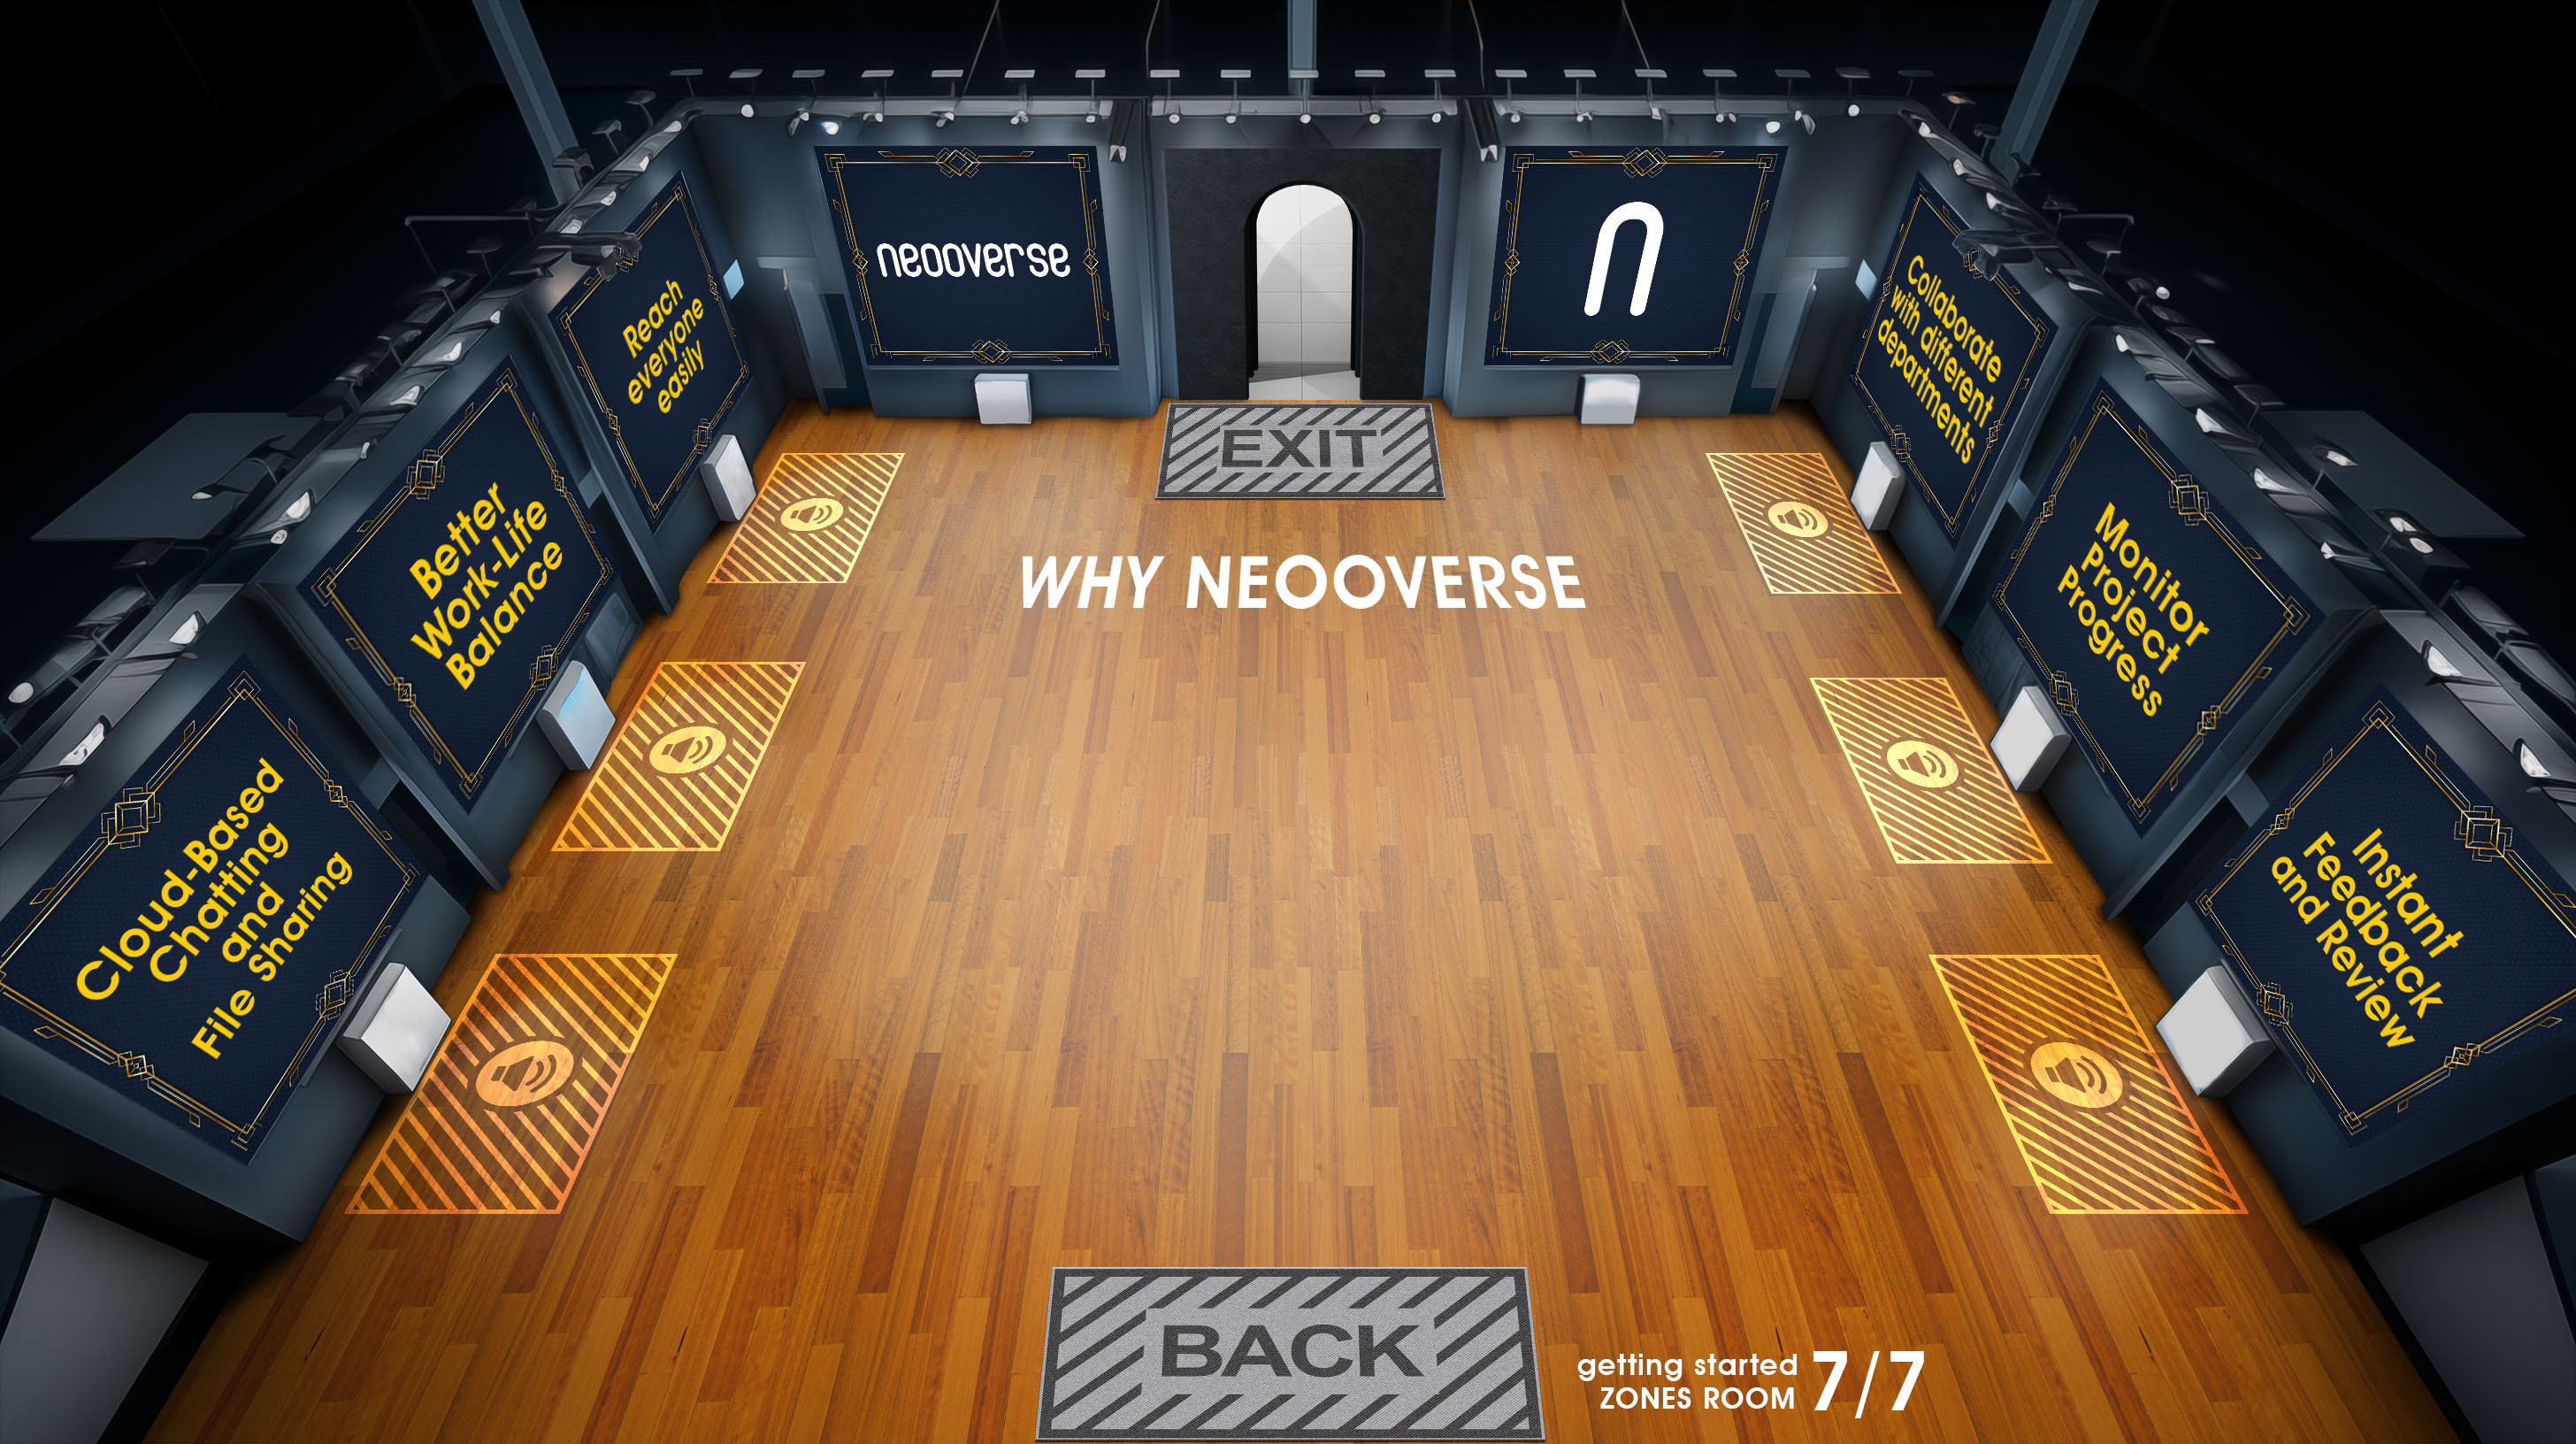 neooverse
n
Reach
everyone
easily
Collaborate
with different
departments
EXIT
WHY NEOOVERSE
Better
Work-Life
Balance
Monitor
Project
Progress
Cloud-Based
Chatting
and
File Sharing
Instant
Feedback
and Review
BACK
getting started
ZONES ROOM
7/7